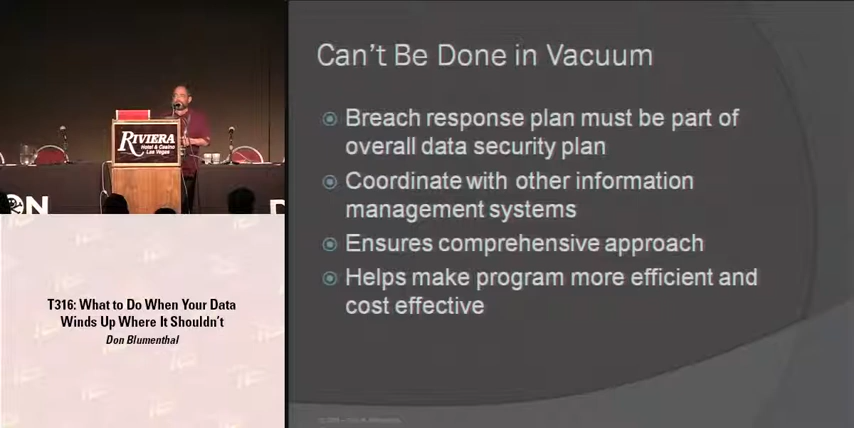 RIVIERA
Hotel & Casino
Las Vegas
ON
D
T316: What to Do When Your Data
Winds Up Where It Shouldn't
Don Blumenthal
Can't Be Done in Vacuum
Breach response plan must be part of
overall data security plan
Coordinate with other information
management systems
Ensures comprehensive approach
Helps make program more efficient and
cost effective